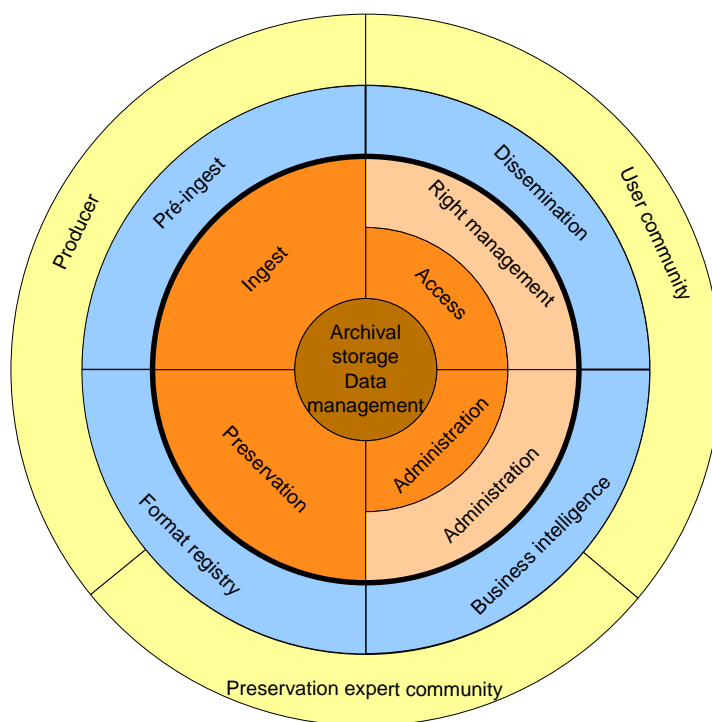 Producer
Pré-ingest
Dissemination
User community
Ingest
Right management
Access
Archival
storage
Data
management
Preservation
Administration
Administration
Format registry
Business intelligence
Preservation expert community